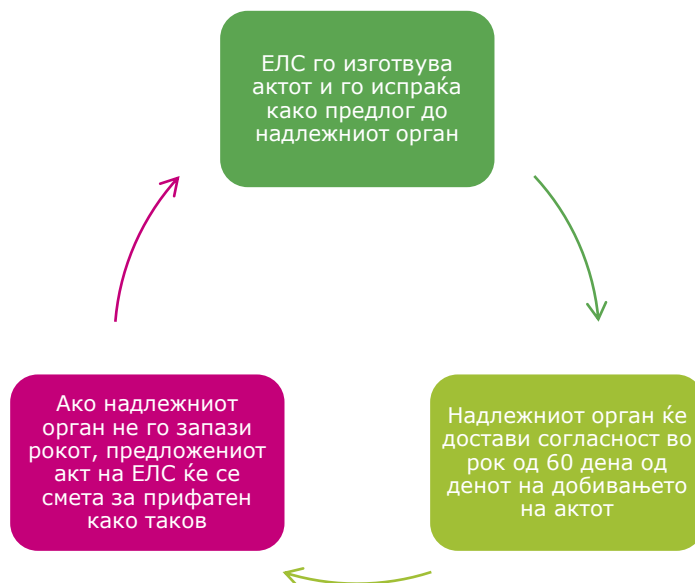 ЕЛС го изготвува
актот и го испраќа
како предлог до
надлежниот орган
Надлежниот орган ќе
достави согласност во
рок од 60 дена од
денот на добивањето
на актот
Ако надлежниот
орган не го запази
рокот, предложениот
акт на ЕЛС ќе се
смета за прифатен
како таков